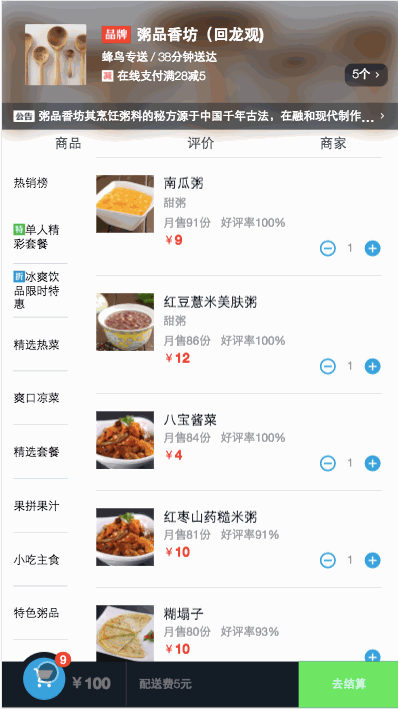 品牌 粥品香坊（回龙观）
蜂鸟专送 / 38分钟送达
减 在线支付满28减5
5个 >
公告 粥品香坊其烹饪粥料的秘方源于中国千年古法，在融和现代制作... >
商品 评价 商家
热销榜
特 单人精
彩套餐
折 冰爽饮
品限时特
惠
精选热菜
爽口凉菜
精选套餐
果拼果汁
小吃主食
特色粥品
南瓜粥
甜粥
月售91份 好评率100%
￥9
1
红豆薏米美肤粥
甜粥
月售86份 好评率100%
￥12
1
八宝酱菜
月售84份 好评率100%
￥4
1
红枣山药糙米粥
月售81份 好评率91%
￥10
1
糊塌子
月售80份 好评率93%
￥10
9
￥100
配送费5元
去结算